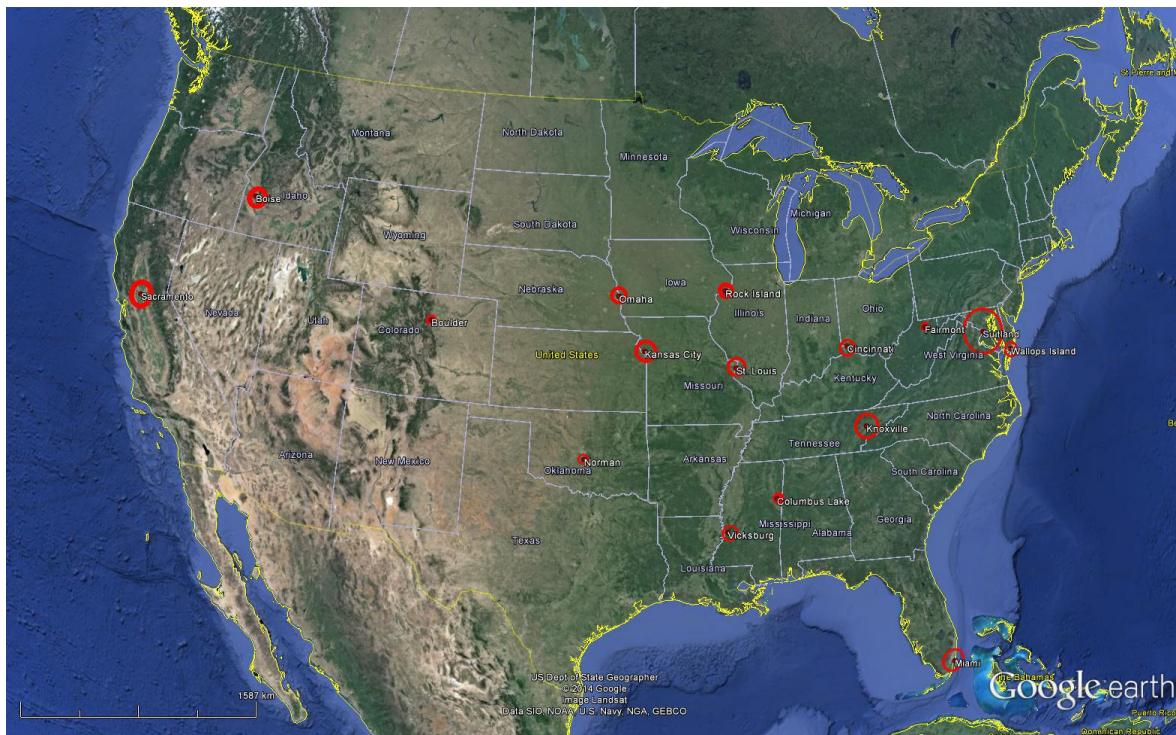 St Pierre and
North Dakota
Montana
Minnesota
Boise
Idaho
Michigan
South Dakota
Wisconsin
Wyoming
Iowa
Nebraska
Omaha
Rock Island
Sacramento
Nevada
Utah
Colorado
Boulder
Illinois
Indiana
Ohio
Fairmont
Suitland
United States
Kansas City
Cincinnati
West Virginia
Wallops Island
St. Louis
Missouri
Kentucky
North Carolina
Knoxville
Tennessee
Arizona
New Mexico
Norman
Oklahoma
Arkansas
South Carolina
Columbus Lake
Mississippi
Alabama
Georgia
Texas
Vicksburg
Louisiana
Miami
The Bahamas
1587 km
US Dept of State Geographer
© 2014 Google
Image Landsat
Data SIO, NOAA, U.S. Navy, NGA, GEBCO
Google earth
Puerto Rico
Dominican Republic